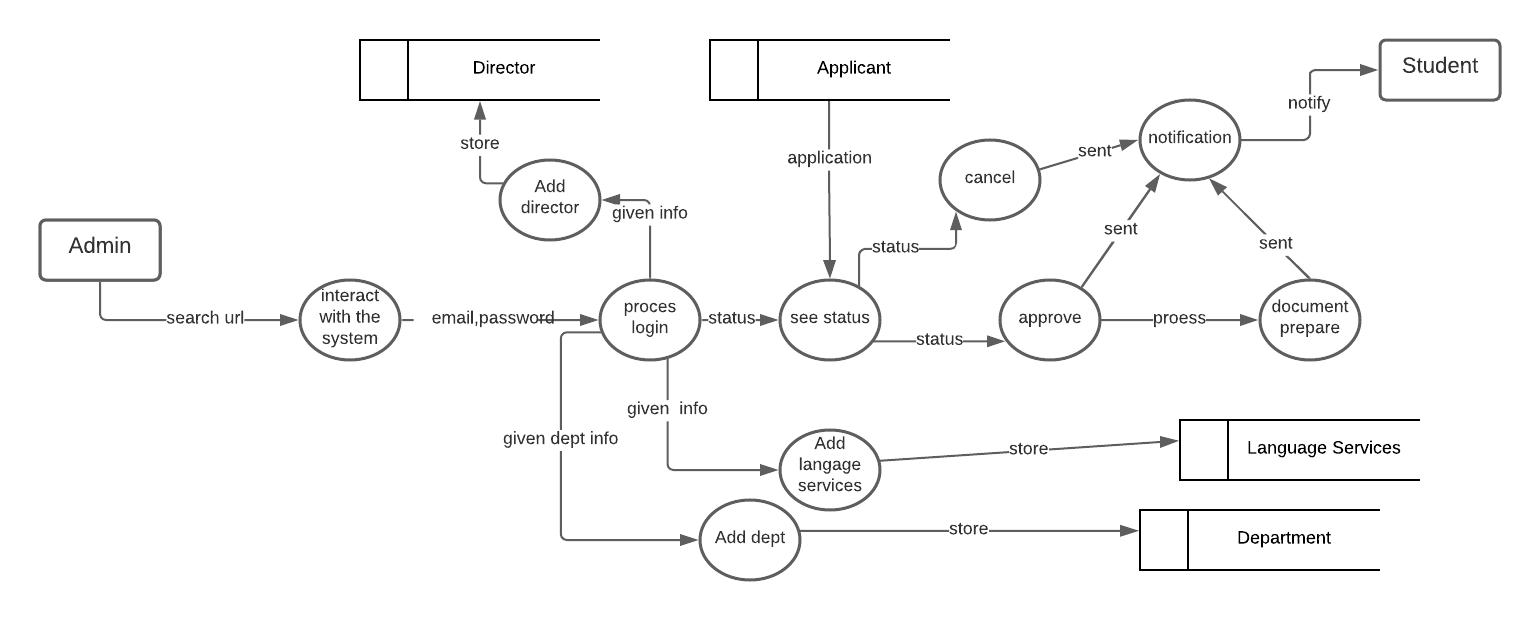 Director
Applicant
Student
notify
store
application
notification
sent
cancel
Add
director
given info
Admin
status
sent
sent
search url
interact
with the
system
email,password
proces
login
status
see status
status
approve
proess
document
prepare
given  info
given dept info
Add
langage
services
store
Language Services
Add dept
store
Department